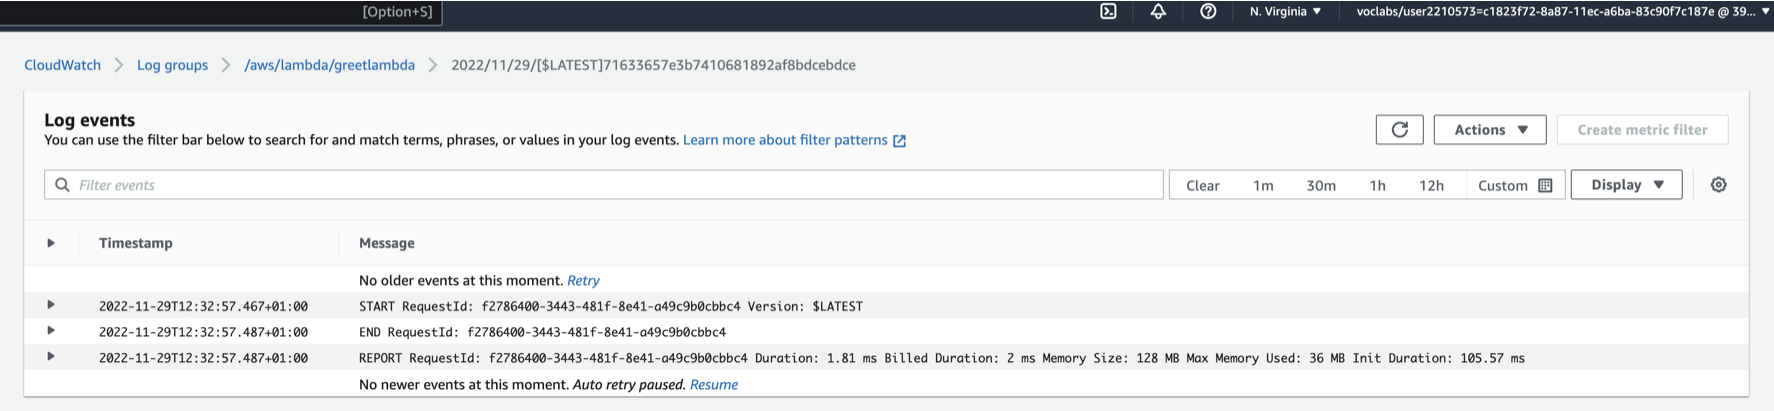 [Option+S] N. Virginia ▼ voclabs/user2210573=c1823f72-8a87-11ec-a6ba-83c90f7c187e @ 39... ▼
CloudWatch > Log groups > /aws/lambda/greetlambda > 2022/11/29/[$LATEST]71633657e3b7410681892af8bdcebdce
Log events
You can use the filter bar below to search for and match terms, phrases, or values in your log events. Learn more about filter patterns
Actions ▼ Create metric filter
Filter events Clear 1m 30m 1h 12h Custom Display ▼
Timestamp Message
No older events at this moment. Retry
2022-11-29T12:32:57.467+01:00 START RequestId: f2786400-3443-481f-8e41-a49c9b0cbbc4 Version: $LATEST
2022-11-29T12:32:57.487+01:00 END RequestId: f2786400-3443-481f-8e41-a49c9b0cbbc4
2022-11-29T12:32:57.487+01:00 REPORT RequestId: f2786400-3443-481f-8e41-a49c9b0cbbc4 Duration: 1.81 ms Billed Duration: 2 ms Memory Size: 128 MB Max Memory Used: 36 MB Init Duration: 105.57 ms
No newer events at this moment. Auto retry paused. Resume